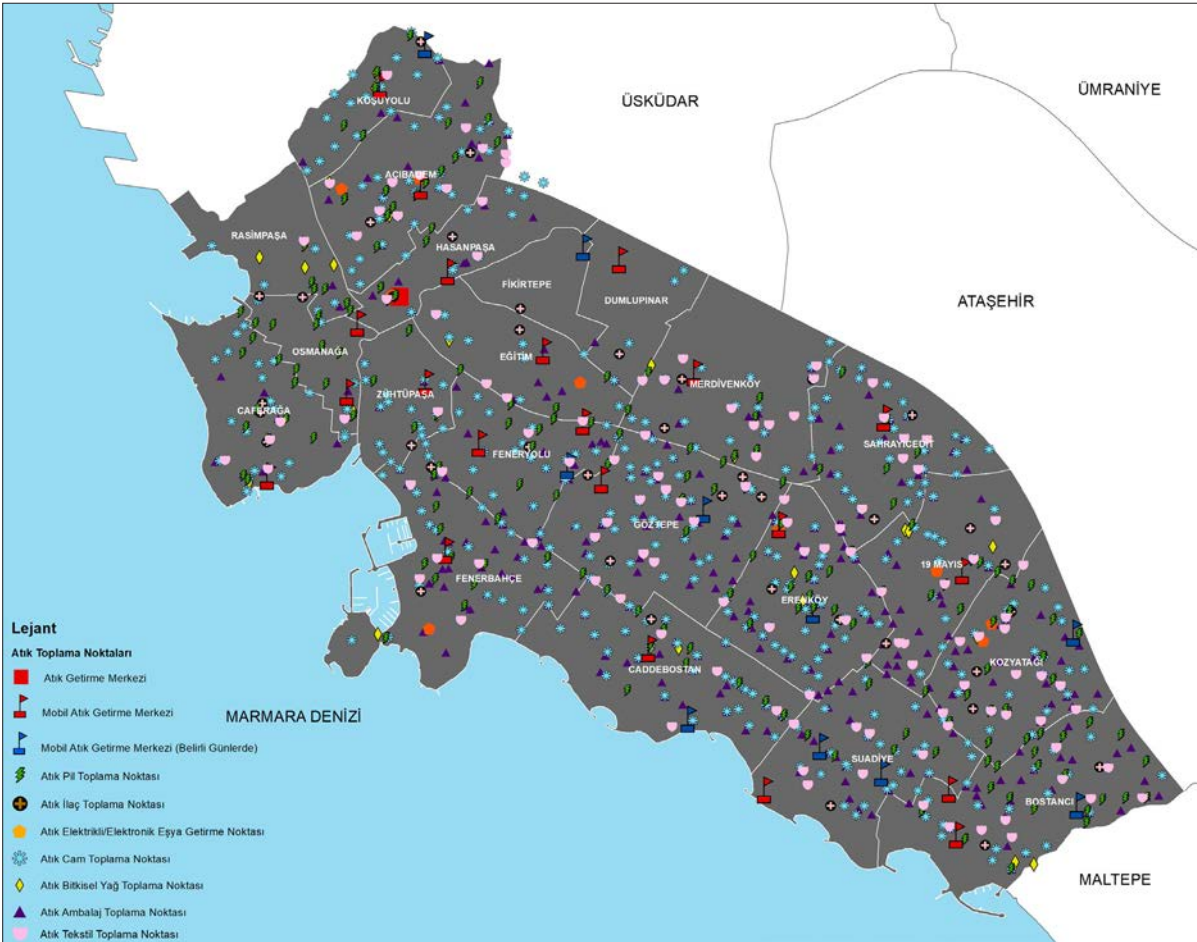 ÜSKÜDAR
ÜMRANİYE
KOŞUYOLU
ACIBADEM
RASİMPAŞA
HASANPAŞA
FİKİRTEPE
DUMLUPINAR
ATAŞEHİR
OSMANAĞA
EĞİTİM
MERDİVENKÖY
ZÜHTÜPAŞA
CAFERAĞA
SAHRAYICEDİT
FENERYOLU
GÖZTEPE
19 MAYIS
FENERBAHÇE
ERENKÖY
KOZYATAĞI
CADDEBOSTAN
MARMARA DENİZİ
SUADİYE
BOSTANCI
MALTEPE
Lejant
Atık Toplama Noktaları
Atık Getirme Merkezi
Mobil Atık Getirme Merkezi
Mobil Atık Getirme Merkezi (Belirli Günlerde)
Atık Pil Toplama Noktası
Atık İlaç Toplama Noktası
Atık Elektrikli/Elektronik Eşya Getirme Noktası
Atık Cam Toplama Noktası
Atık Bitkisel Yağ Toplama Noktası
Atık Ambalaj Toplama Noktası
Atık Tekstil Toplama Noktası